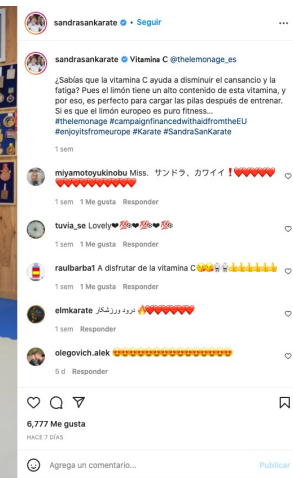 sandrasankarate • Seguir
sandrasankarate Vitamina C @thelemonage_es
¿Sabías que la vitamina C ayuda a disminuir el cansancio y la
fatiga? Pues el limón tiene un alto contenido de esta vitamina, y
por eso, es perfecto para cargar las pilas después de entrenar.
Si es que el limón europeo es puro fitness...
#thelemonage #campaignfinancedwithaidfromtheEU
#enjoyitsfromeurope #Karate #SandraSanKarate
1 sem
miyamotoyukinobu Miss. サンドラ、カワイイ❗❤❤❤❤❤
❤❤❤❤❤❤❤❤❤❤
1 sem 1 Me gusta Responder
tuvia_se Lovely❤💯❄❤💯❄❤💯❄
1 sem 1 Me gusta Responder
raulbarba1 A disfrutar de la vitamina C
1 sem 1 Me gusta Responder
elmkarate درود ورزشکار 🔥❤❤❤❤❤❤
1 sem Responder
olegovich.alek 😍😍😍😍😍😍😍😍😍😍😍😍😍😍
5 d Responder
6,777 Me gusta
HACE 7 DÍAS
Agrega un comentario... Publicar